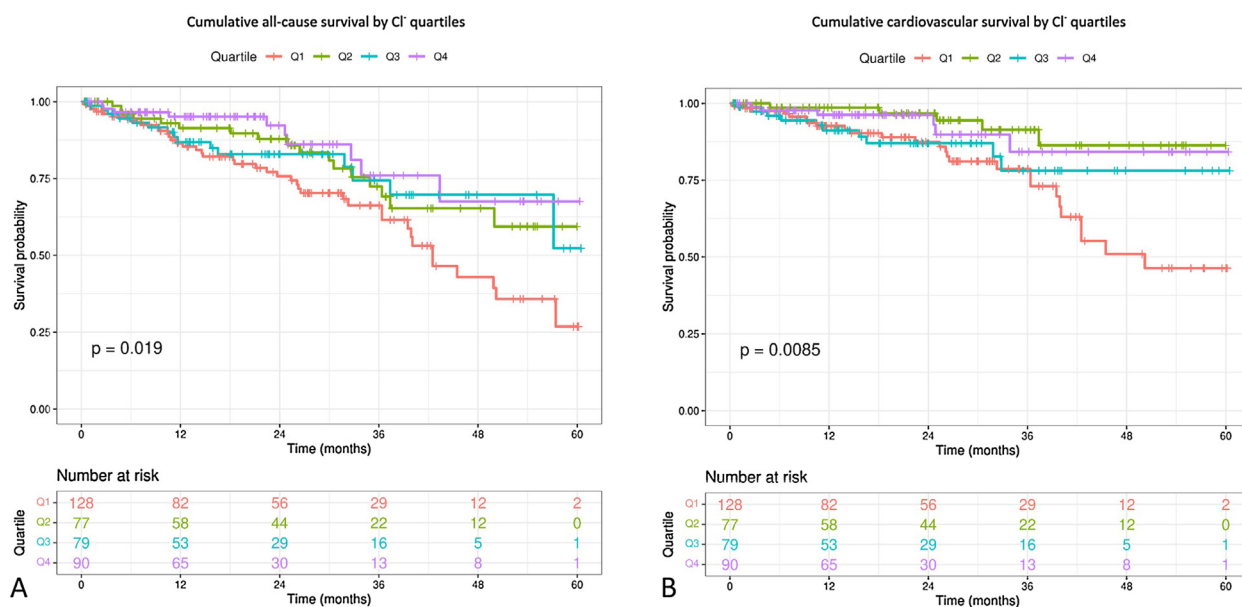 Cumulative all-cause survival by Cl⁻ quartiles
Quartile Q1 Q2 Q3 Q4
Survival probability
1.00
0.75
0.50
0.25
0.00
p = 0.019
0 12 24 36 48 60
Time (months)
Number at risk
Quartile
Q1 128 82 56 29 12 2
Q2 77 58 44 22 12 0
Q3 79 53 29 16 5 1
Q4 90 65 30 13 8 1
0 12 24 36 48 60
Time (months)
A
Cumulative cardiovascular survival by Cl⁻ quartiles
Quartile Q1 Q2 Q3 Q4
Survival probability
1.00
0.75
0.50
0.25
0.00
p = 0.0085
0 12 24 36 48 60
Time (months)
Number at risk
Quartile
Q1 128 82 56 29 12 2
Q2 77 58 44 22 12 0
Q3 79 53 29 16 5 1
Q4 90 65 30 13 8 1
0 12 24 36 48 60
Time (months)
B